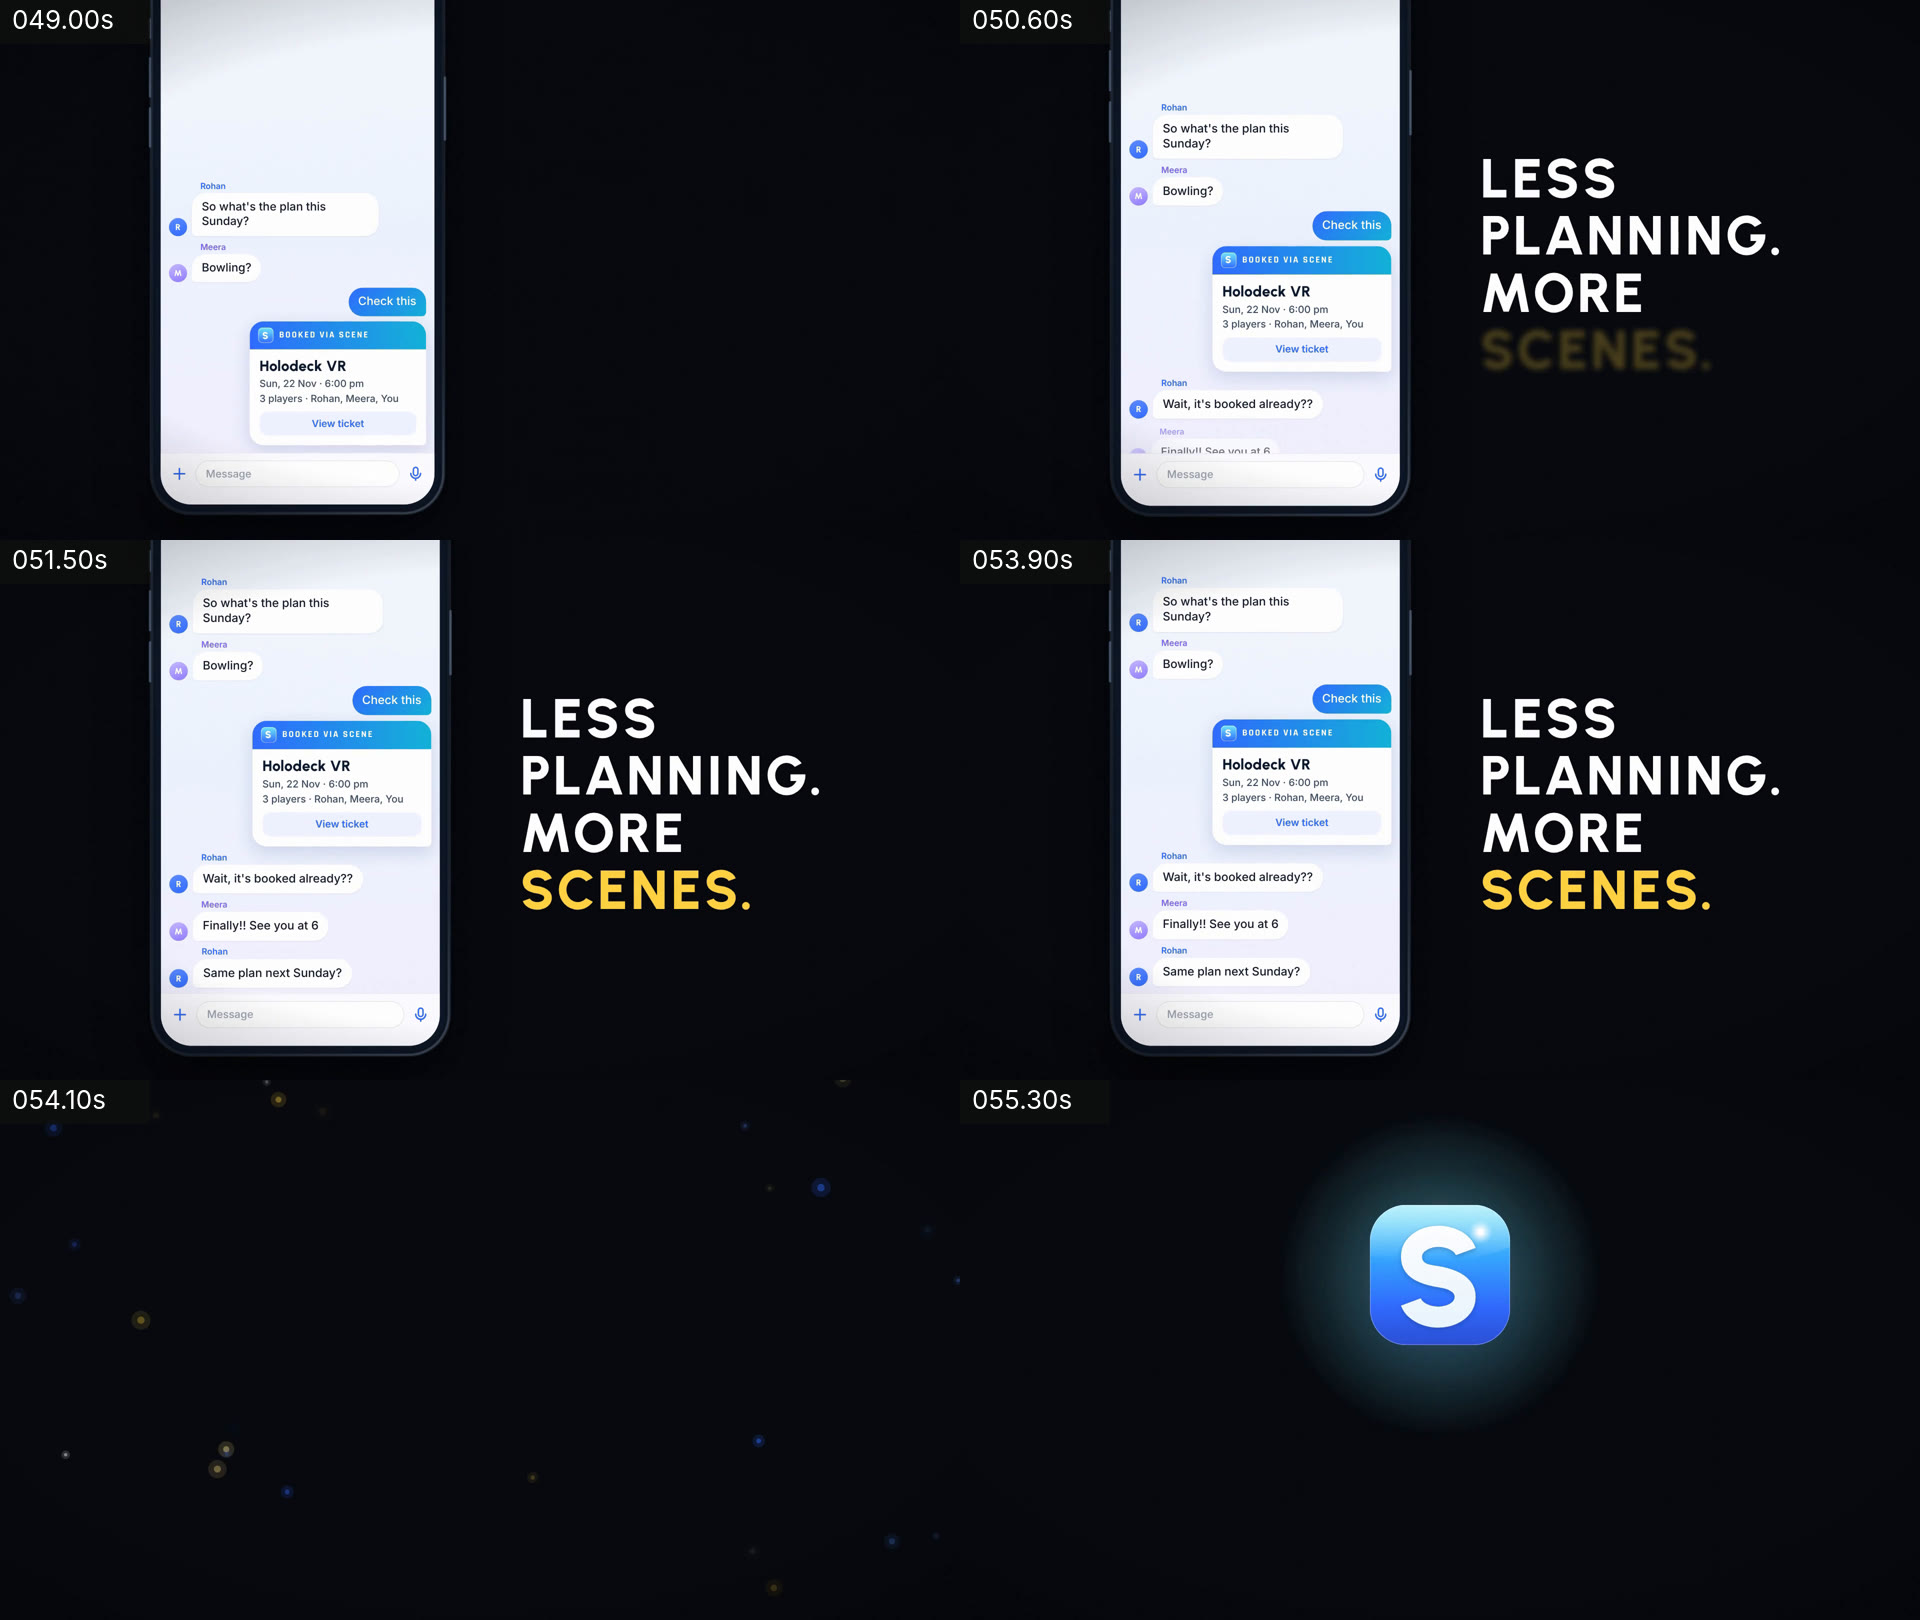 049.00s
Rohan
So what's the plan this
Sunday?
R
Meera
Bowling?
M
Check this
S BOOKED VIA SCENE
Holodeck VR
Sun, 22 Nov · 6:00 pm
3 players · Rohan, Meera, You
View ticket
Message
050.60s
Rohan
So what's the plan this
Sunday?
R
Meera
Bowling?
M
Check this
S BOOKED VIA SCENE
Holodeck VR
Sun, 22 Nov · 6:00 pm
3 players · Rohan, Meera, You
View ticket
Rohan
Wait, it's booked already??
R
Meera
Finally!! See you at 6
Message
LESS
PLANNING.
MORE
SCENES.
051.50s
Rohan
So what's the plan this
Sunday?
R
Meera
Bowling?
M
Check this
S BOOKED VIA SCENE
Holodeck VR
Sun, 22 Nov · 6:00 pm
3 players · Rohan, Meera, You
View ticket
Rohan
Wait, it's booked already??
R
Meera
Finally!! See you at 6
M
Rohan
Same plan next Sunday?
R
Message
LESS
PLANNING.
MORE
SCENES.
053.90s
Rohan
So what's the plan this
Sunday?
R
Meera
Bowling?
M
Check this
S BOOKED VIA SCENE
Holodeck VR
Sun, 22 Nov · 6:00 pm
3 players · Rohan, Meera, You
View ticket
Rohan
Wait, it's booked already??
R
Meera
Finally!! See you at 6
M
Rohan
Same plan next Sunday?
R
Message
LESS
PLANNING.
MORE
SCENES.
054.10s
055.30s
S